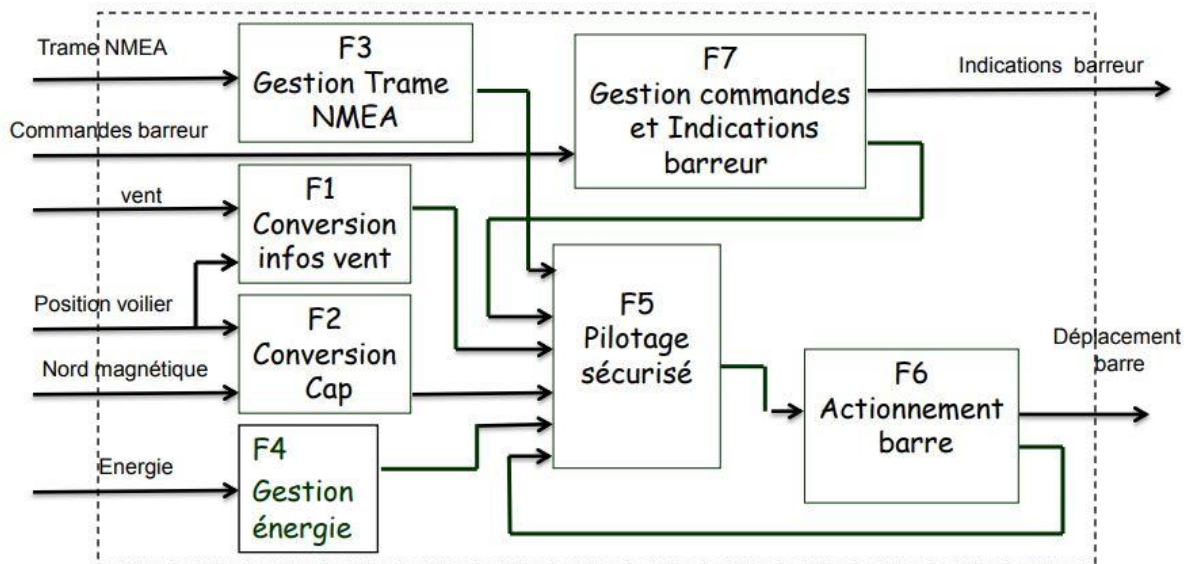 Trame NMEA
F3
Gestion Trame
NMEA
F7
Gestion commandes
et Indications
barreur
Indications barreur
Commandes barreur
vent
F1
Conversion
infos vent
Position voilier
F2
Conversion
Cap
Nord magnétique
F5
Pilotage
sécurisé
Déplacement
barre
F6
Actionnement
barre
Energie
F4
Gestion
énergie